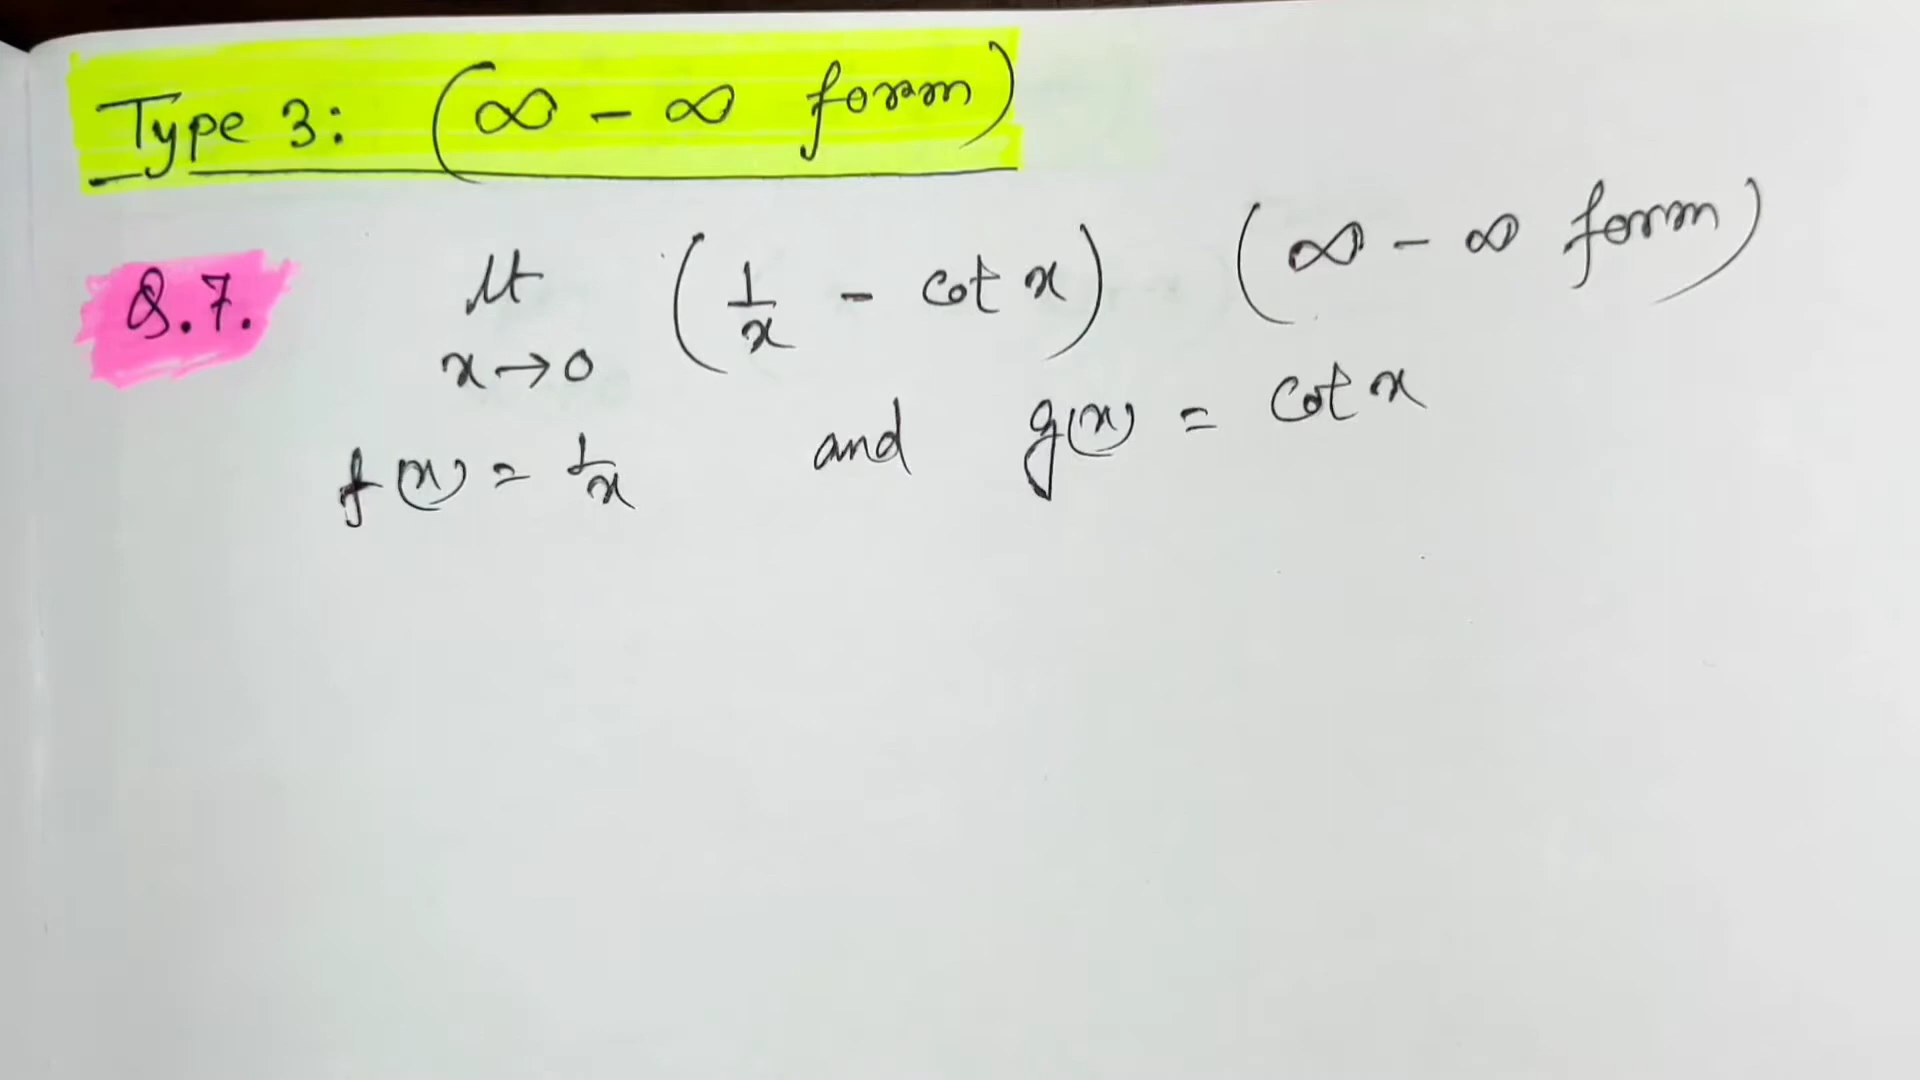 Type 3: (∞ - ∞ form)
Q.7. lt x→0 (1/x - cot x) (∞ - ∞ form)
f(x) = 1/x and g(x) = cot x